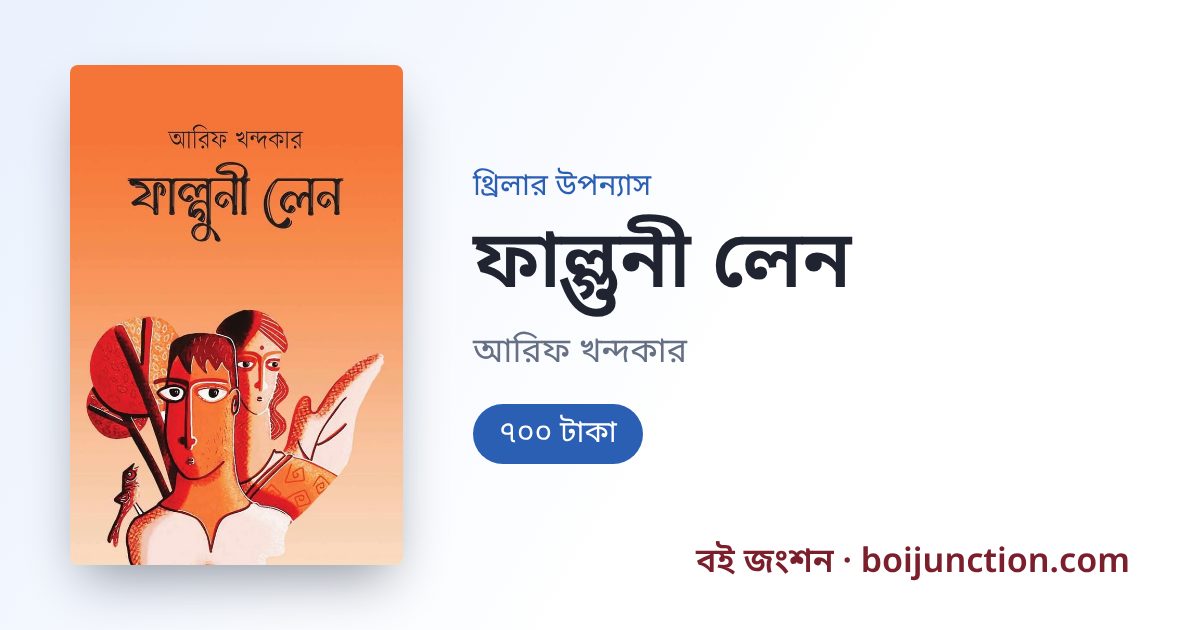 আরিফ খন্দকার
ফাল্গুনী লেন
থ্রিলার উপন্যাস
ফাল্গুনী লেন
আরিফ খন্দকার
৭০০ টাকা
বই জংশন · boijunction.com